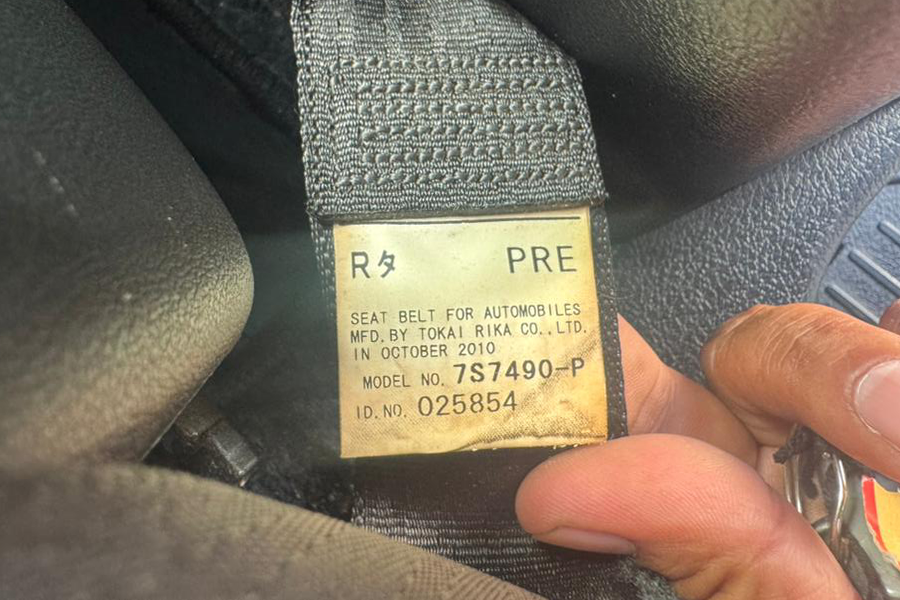 Rタ PRE
SEAT BELT FOR AUTOMOBILES
MFD. BY TOKAI RIKA CO., LTD.
IN OCTOBER 2010
MODEL NO. 7S7490-P
I.D. NO. 025854